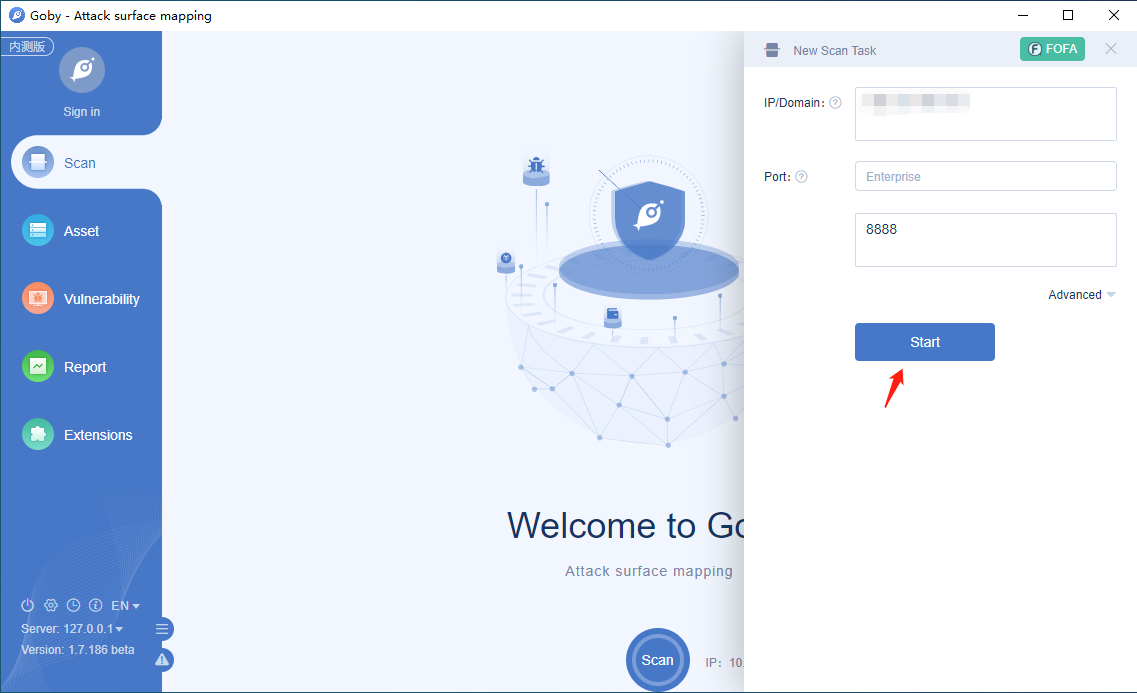 Goby - Attack surface mapping
内测版
Sign in
Scan
Asset
Vulnerability
Report
Extensions
EN
Server: 127.0.0.1
Version: 1.7.186 beta
Welcome to Go
Attack surface mapping
Scan
IP: 10.
New Scan Task
FOFA
IP/Domain:
Port:
Enterprise
8888
Advanced
Start